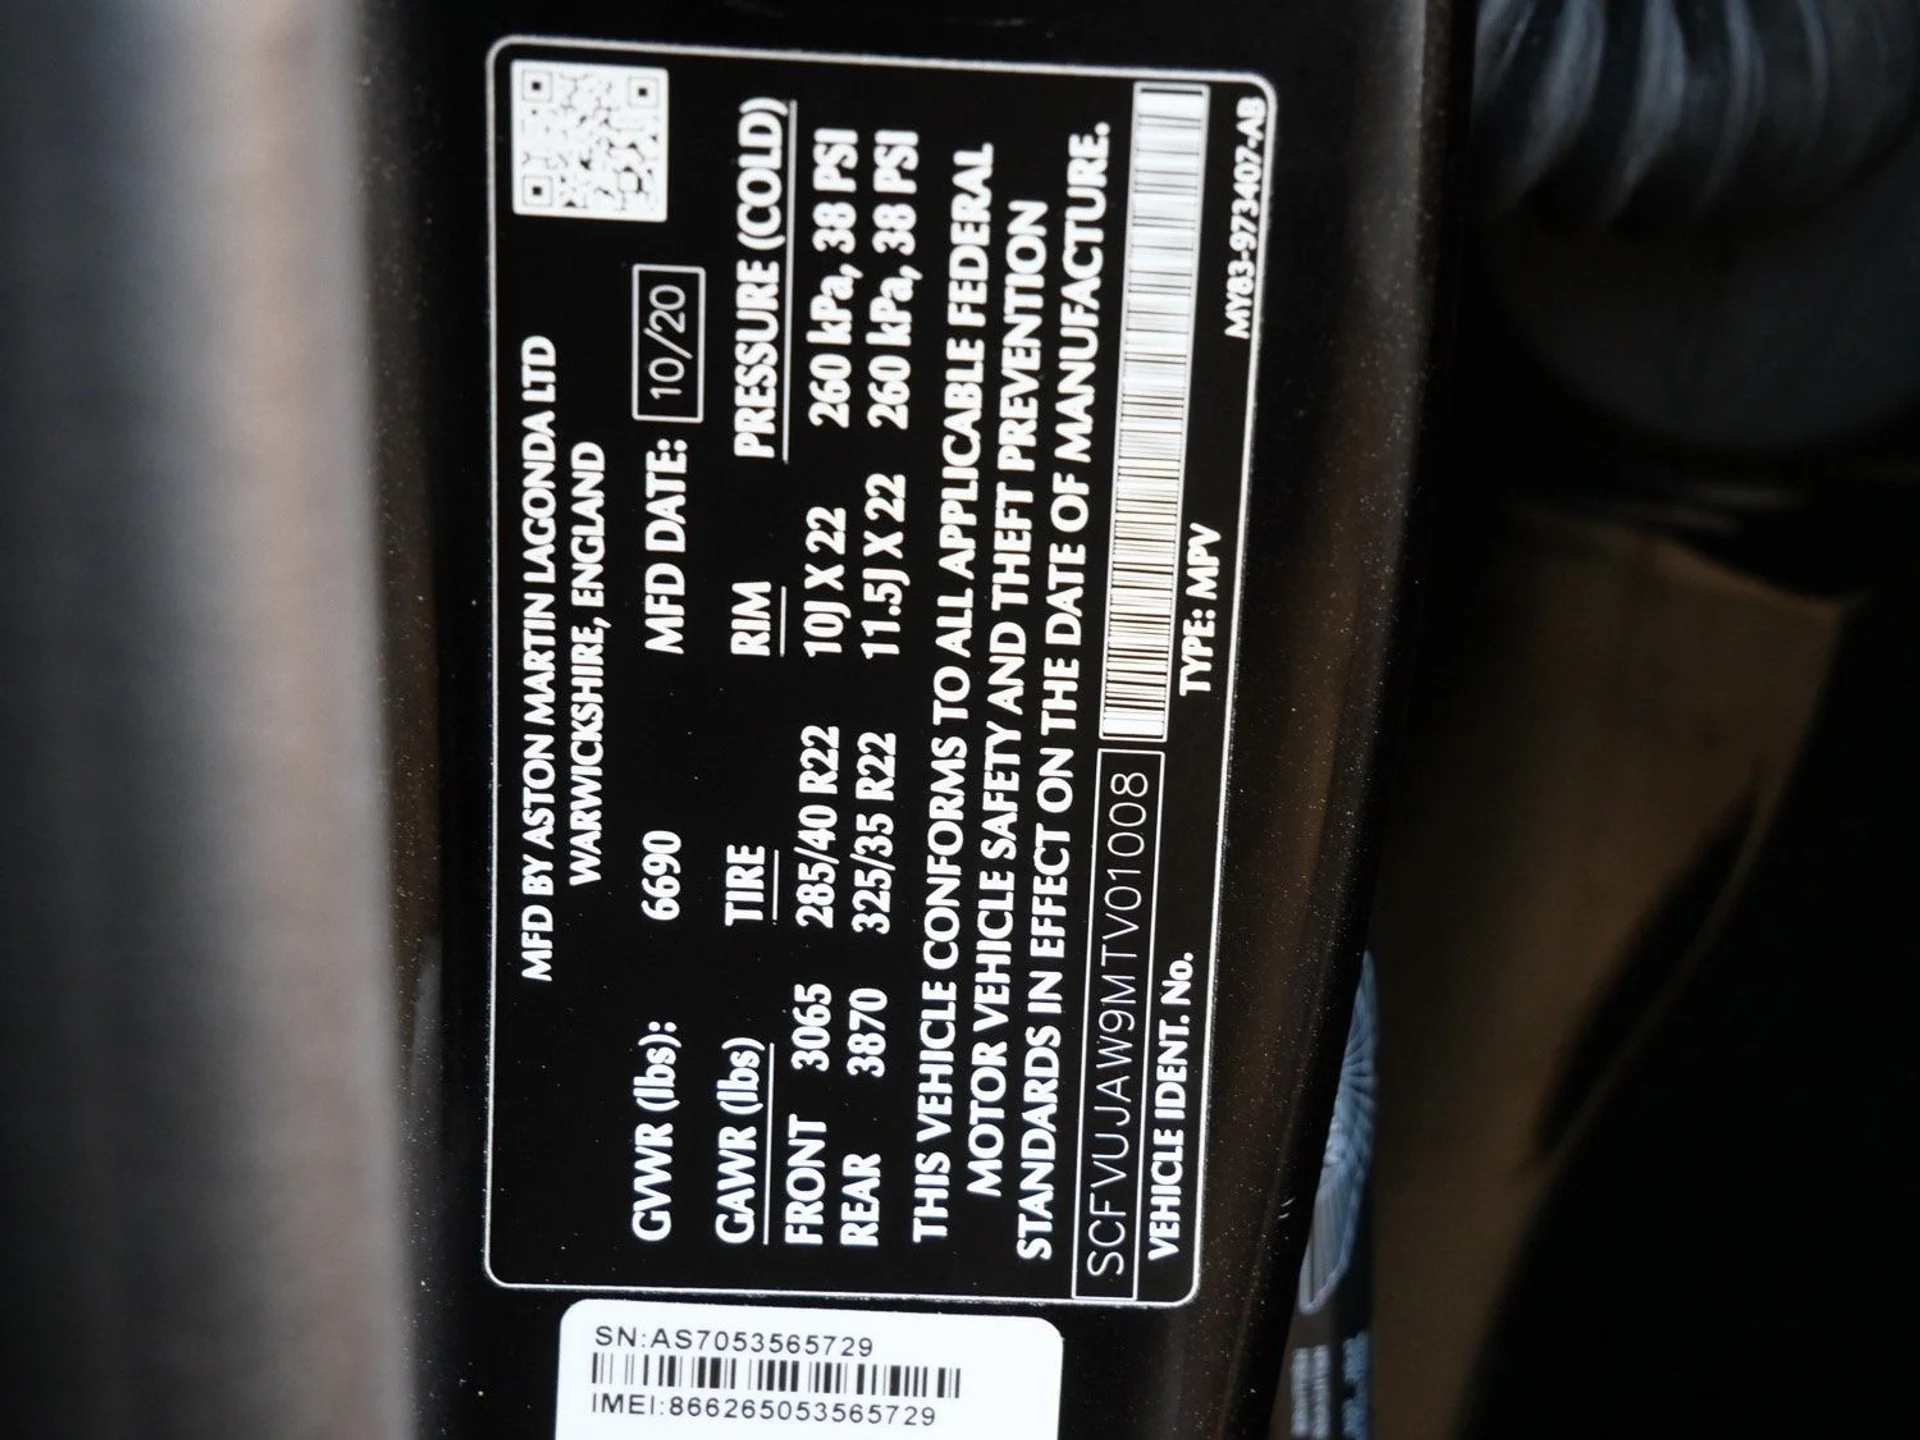 MFD BY ASTON MARTIN LAGONDA LTD
WARWICKSHIRE, ENGLAND
GVWR (lbs): 6690 MFD DATE: 10/20
GAWR (lbs) TIRE RIM PRESSURE (COLD)
FRONT 3065 285/40 R22 10J X 22 260 kPa, 38 PSI
REAR 3870 325/35 R22 11.5J X 22 260 kPa, 38 PSI
THIS VEHICLE CONFORMS TO ALL APPLICABLE FEDERAL
MOTOR VEHICLE SAFETY AND THEFT PREVENTION
STANDARDS IN EFFECT ON THE DATE OF MANUFACTURE.
SCFVUJAW9MTV01008
VEHICLE IDENT. No. TYPE: MPV
MY83-973407-AB
SN:AS7053565729
IMEI:866265053565729